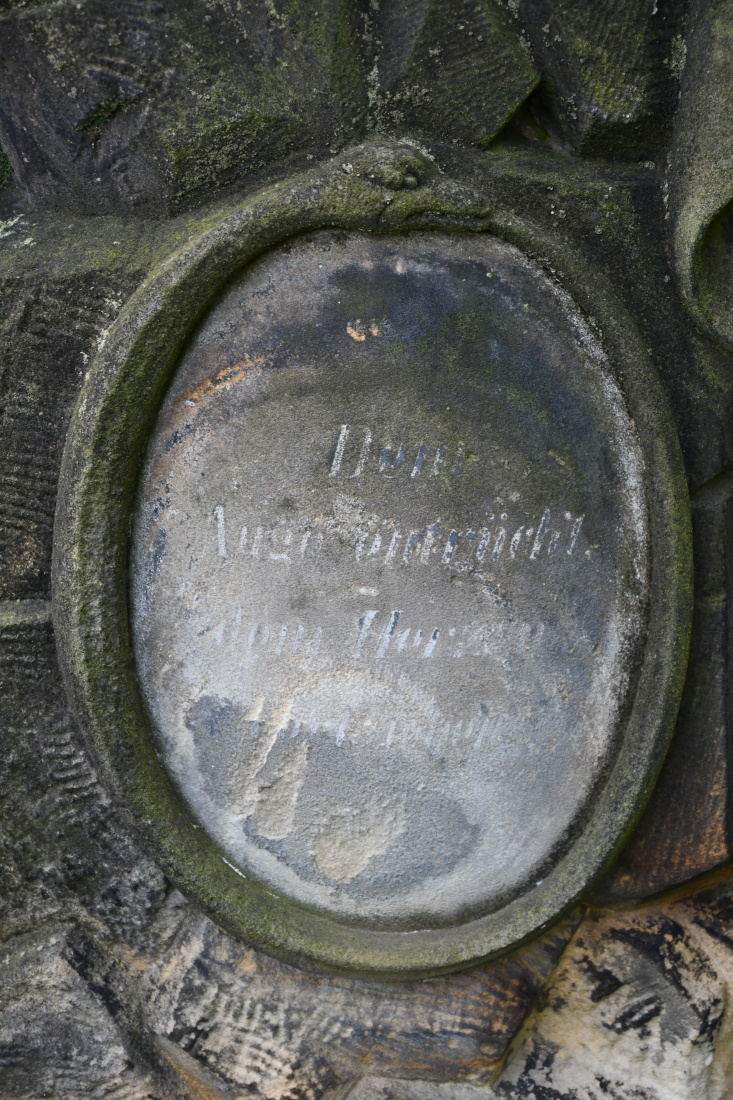 Dem
Auge entrückt.
dem Herzen